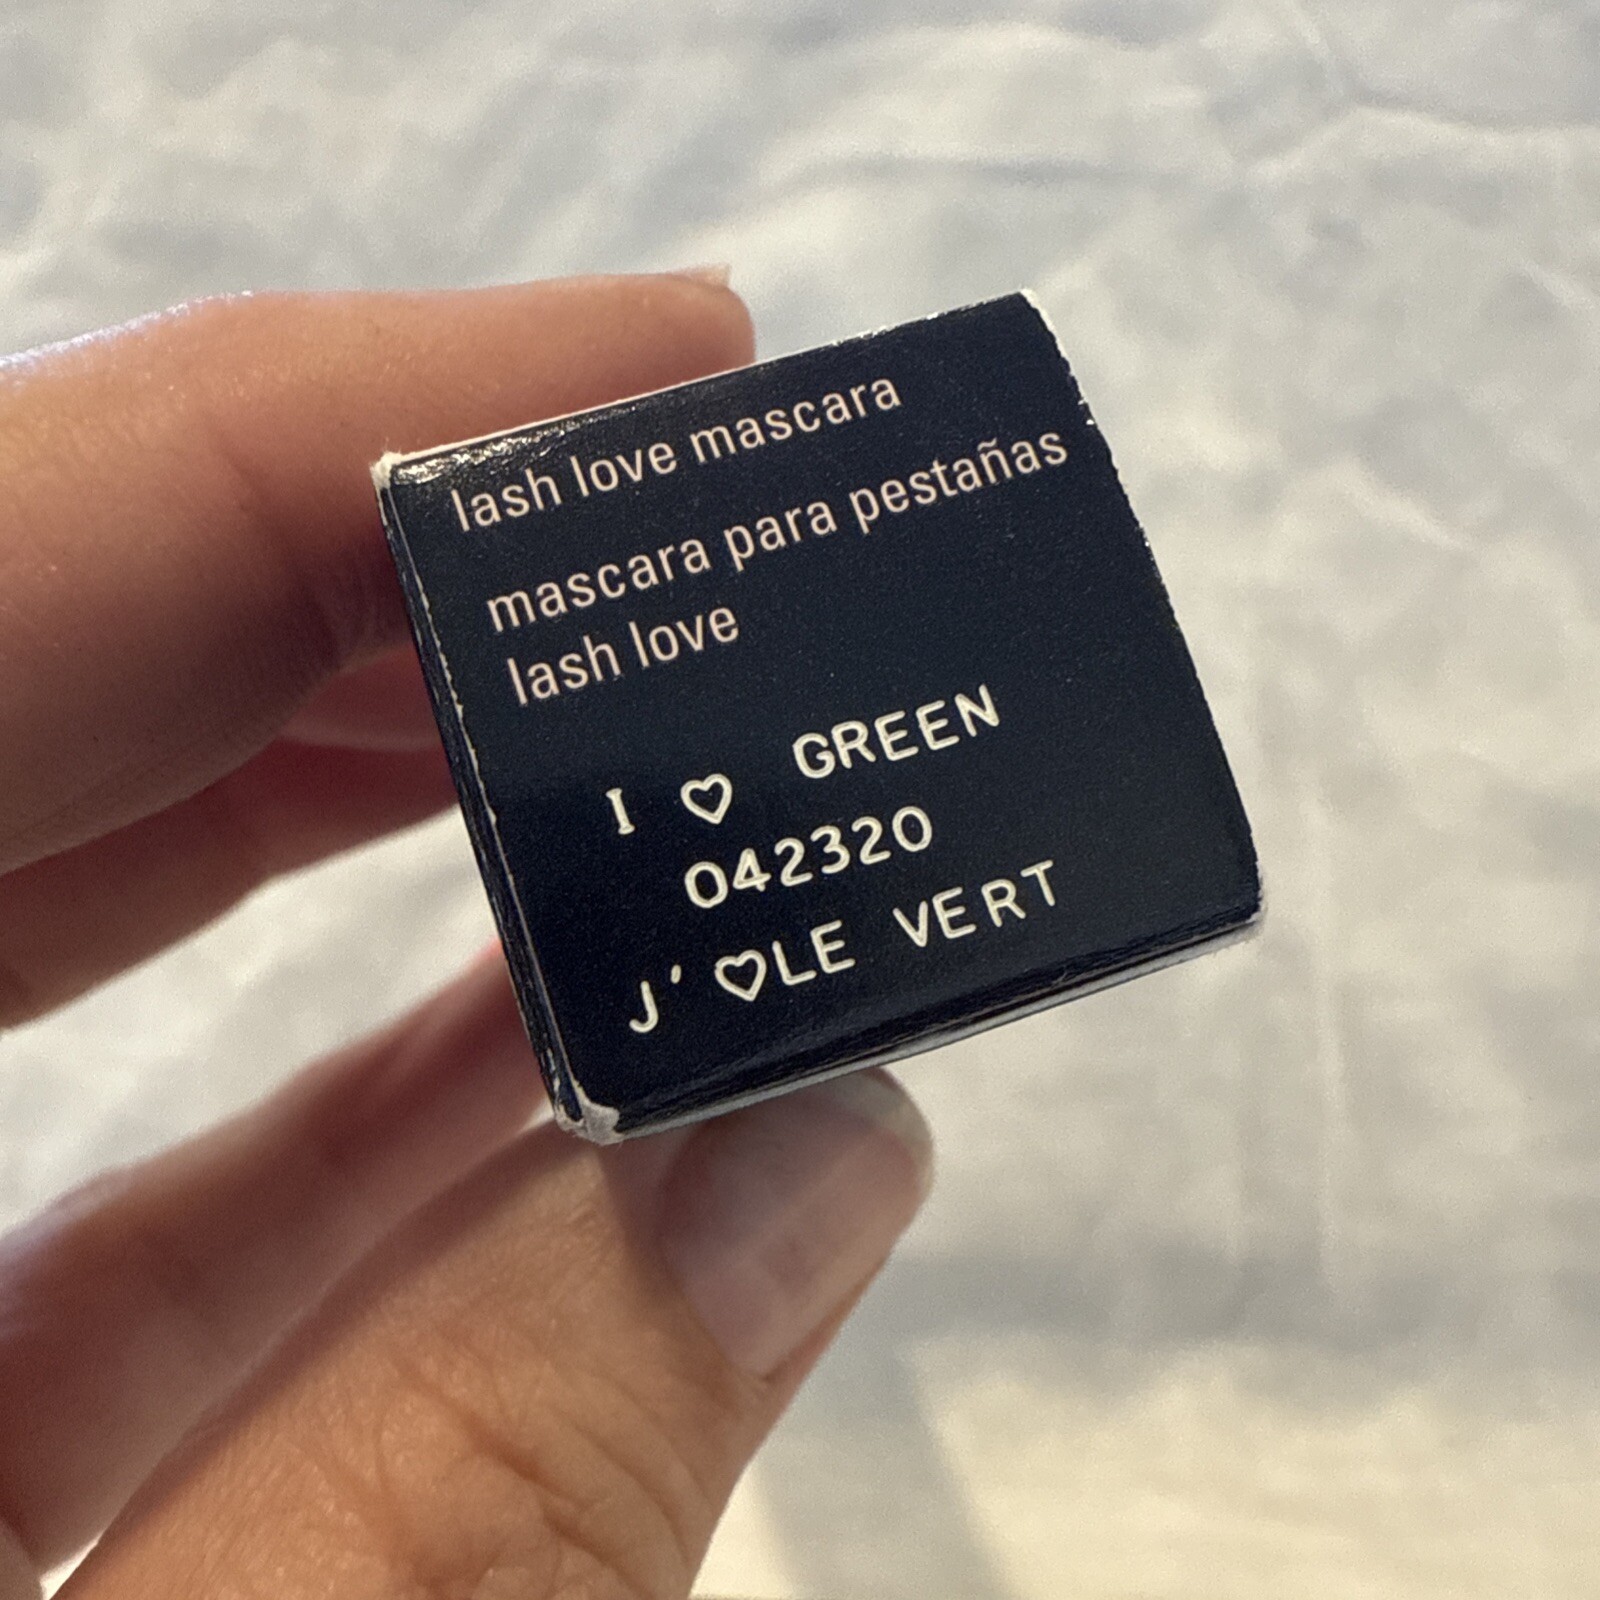 lash love mascara
mascara para pestañas
lash love
I ♡ GREEN
042320
J'♡LE VERT